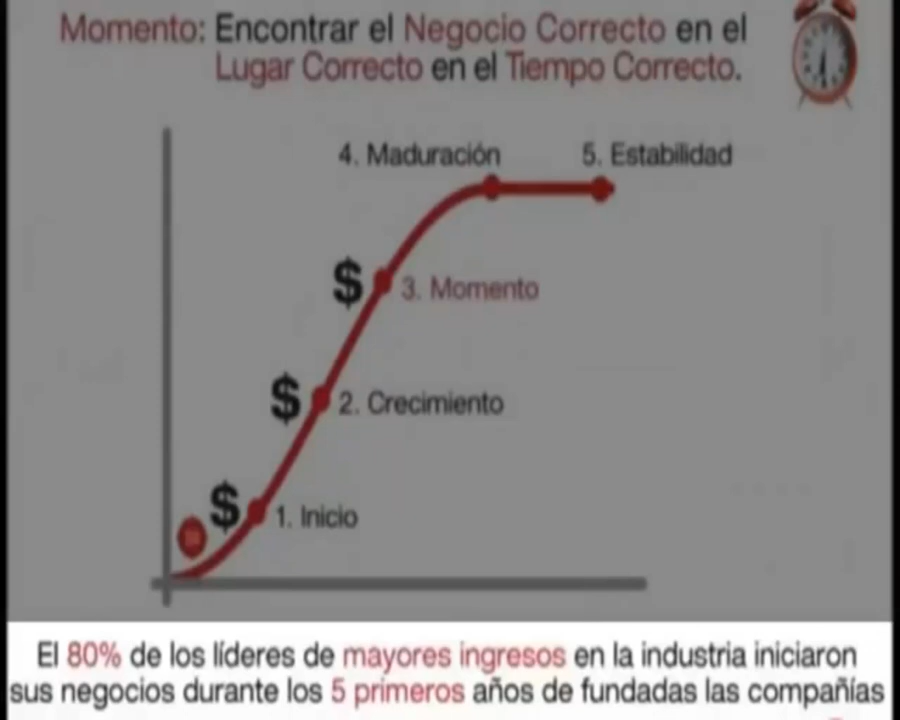 Momento: Encontrar el Negocio Correcto en el
Lugar Correcto en el Tiempo Correcto.
4. Maduración
5. Estabilidad
$
3. Momento
$
2. Crecimiento
$
1. Inicio
El 80% de los líderes de mayores ingresos en la industria iniciaron
sus negocios durante los 5 primeros años de fundadas las compañías